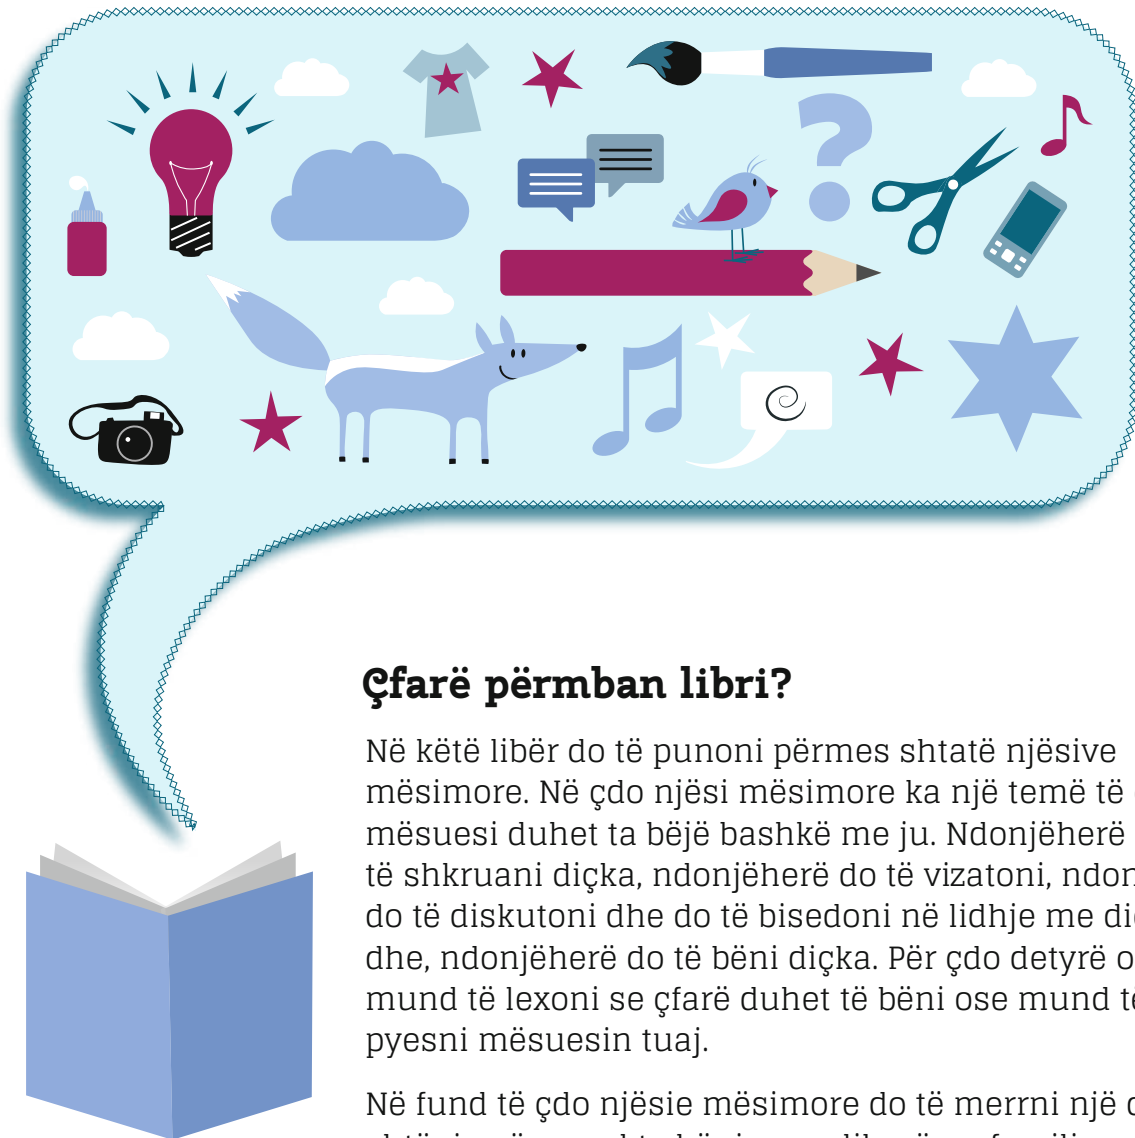 Çfarë përmban libri?
Në këtë libër do të punoni përmes shtatë njësive
mësimore. Në çdo njësi mësimore ka një temë të
mësuesi duhet ta bëjë bashkë me ju. Ndonjëherë
të shkruani diçka, ndonjëherë do të vizatoni,
do të diskutoni dhe do të bisedoni në lidhje me
dhe, ndonjëherë do të bëni diçka. Për çdo detyrë
mund të lexoni se çfarë duhet të bëni ose mund të
pyesni mësuesin tuaj.
Në fund të çdo njësie mësimore do të merrni një